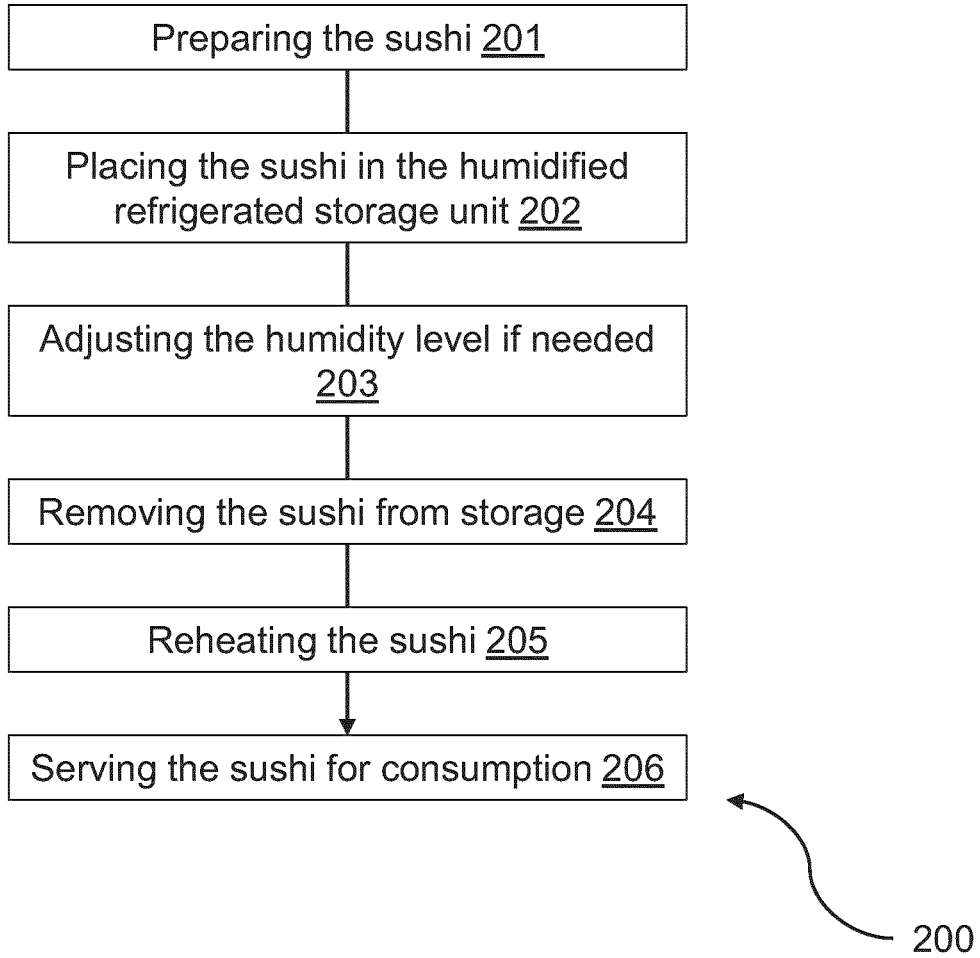 Preparing the sushi 201
Placing the sushi in the humidified
refrigerated storage unit 202
Adjusting the humidity level if needed
203
Removing the sushi from storage 204
Reheating the sushi 205
Serving the sushi for consumption 206
200